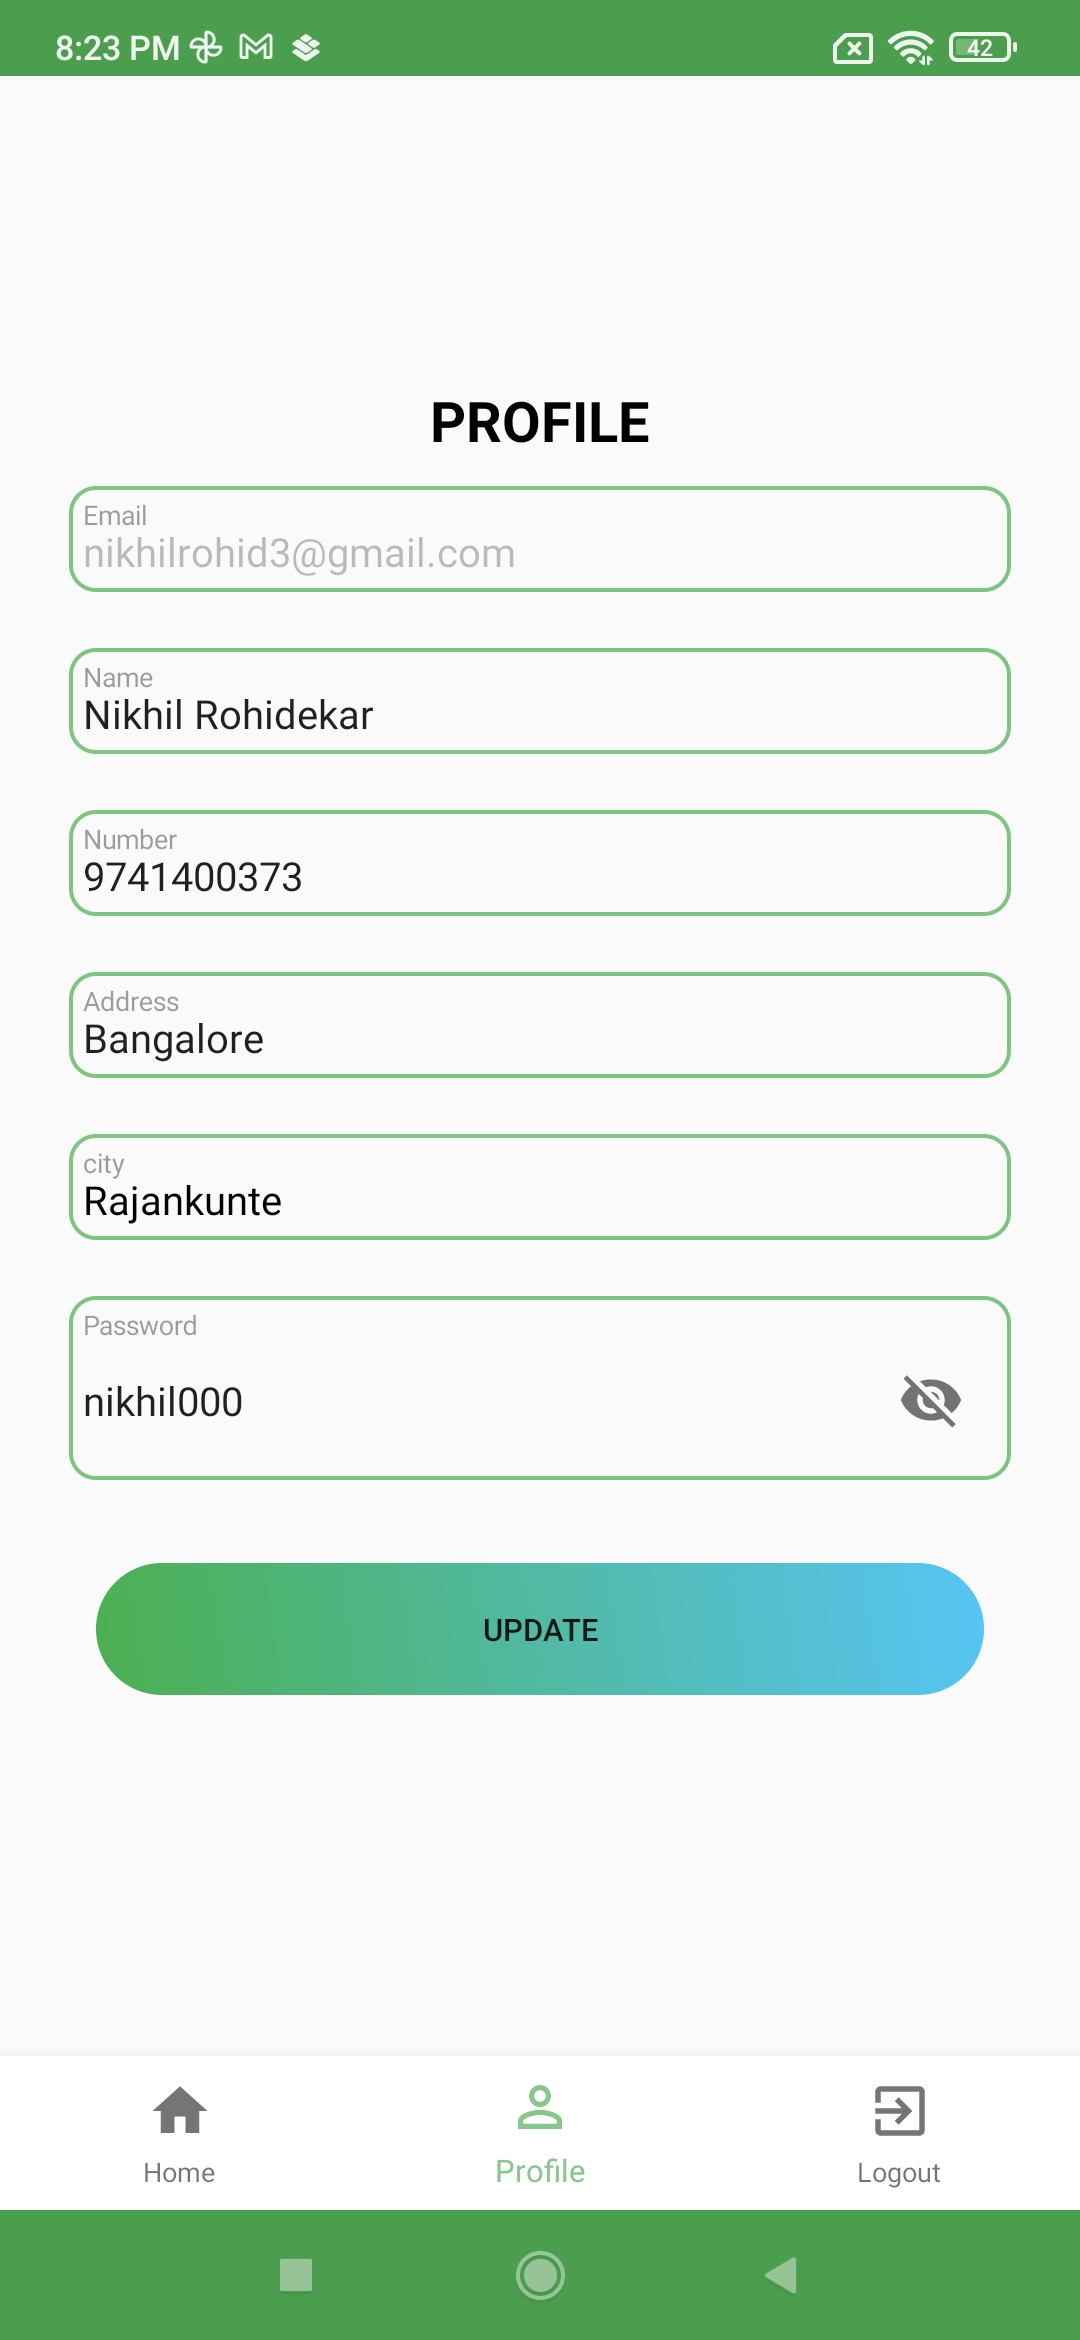 8:23 PM
42
PROFILE
Email
nikhilrohid3@gmail.com
Name
Nikhil Rohidekar
Number
9741400373
Address
Bangalore
city
Rajankunte
Password
nikhil000
UPDATE
Home
Profile
Logout